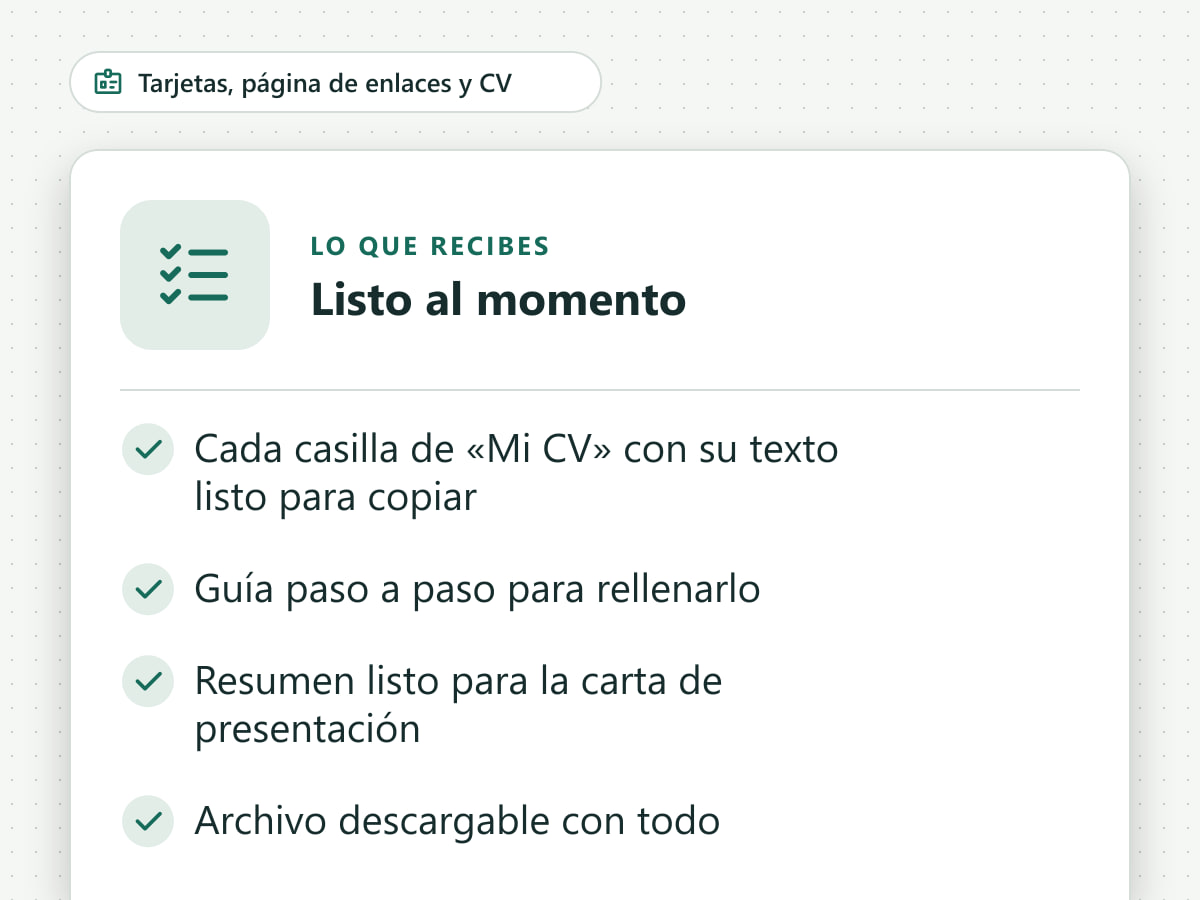 Tarjetas, página de enlaces y CV
LO QUE RECIBES
Listo al momento
Cada casilla de «Mi CV» con su texto
listo para copiar
Guía paso a paso para rellenarlo
Resumen listo para la carta de
presentación
Archivo descargable con todo